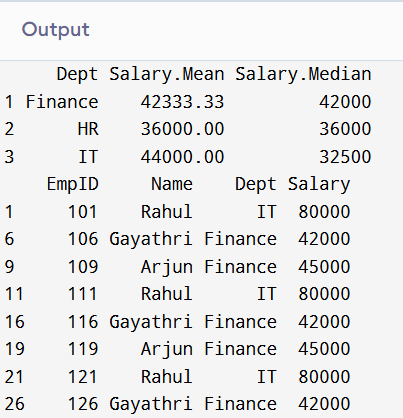 Output
Dept Salary.Mean Salary.Median
1 Finance 42333.33 42000
2 HR 36000.00 36000
3 IT 44000.00 32500
EmpID Name Dept Salary
1 101 Rahul IT 80000
6 106 Gayathri Finance 42000
9 109 Arjun Finance 45000
11 111 Rahul IT 80000
16 116 Gayathri Finance 42000
19 119 Arjun Finance 45000
21 121 Rahul IT 80000
26 126 Gayathri Finance 42000